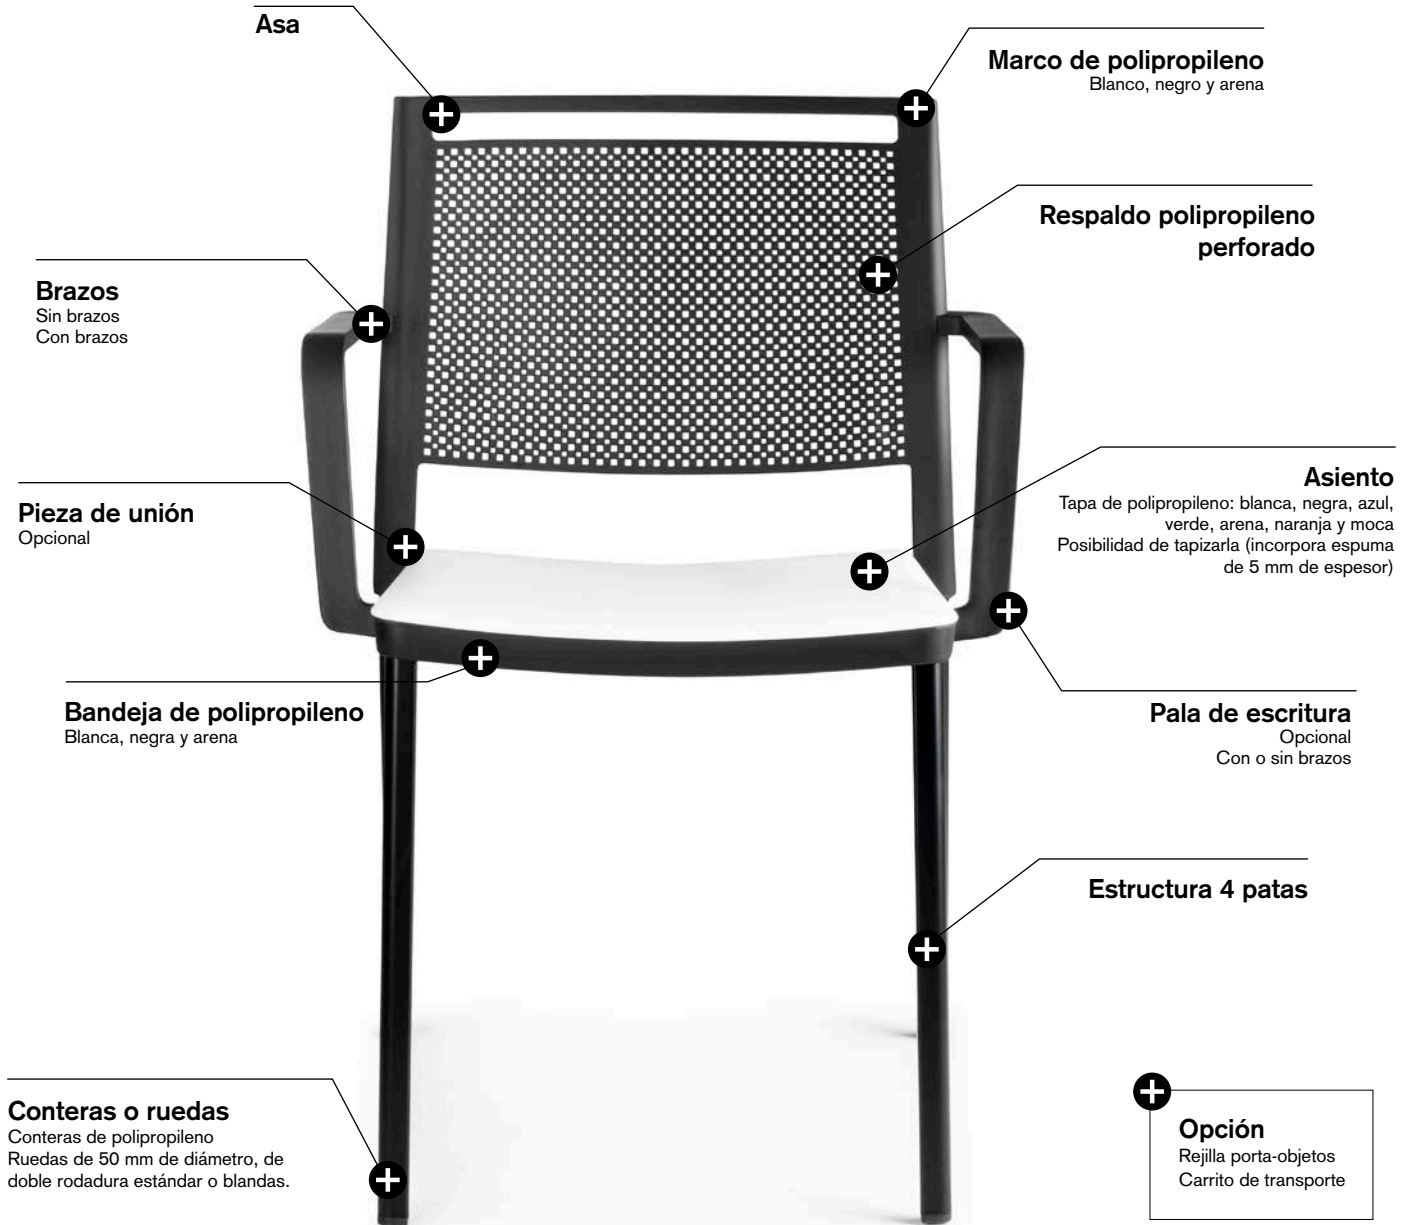 Asa
Marco de polipropileno
Blanco, negro y arena
Respaldo polipropileno
perforado
Brazos
Sin brazos
Con brazos
Asiento
Tapa de polipropileno: blanca, negra, azul,
verde, arena, naranja y moca
Posibilidad de tapizarla (incorpora espuma
de 5 mm de espesor)
Pieza de unión
Opcional
Bandeja de polipropileno
Blanca, negra y arena
Pala de escritura
Opcional
Con o sin brazos
Estructura 4 patas
Conteras o ruedas
Conteras de polipropileno
Ruedas de 50 mm de diámetro, de
doble rodadura estándar o blandas.
Opción
Rejilla porta-objetos
Carrito de transporte